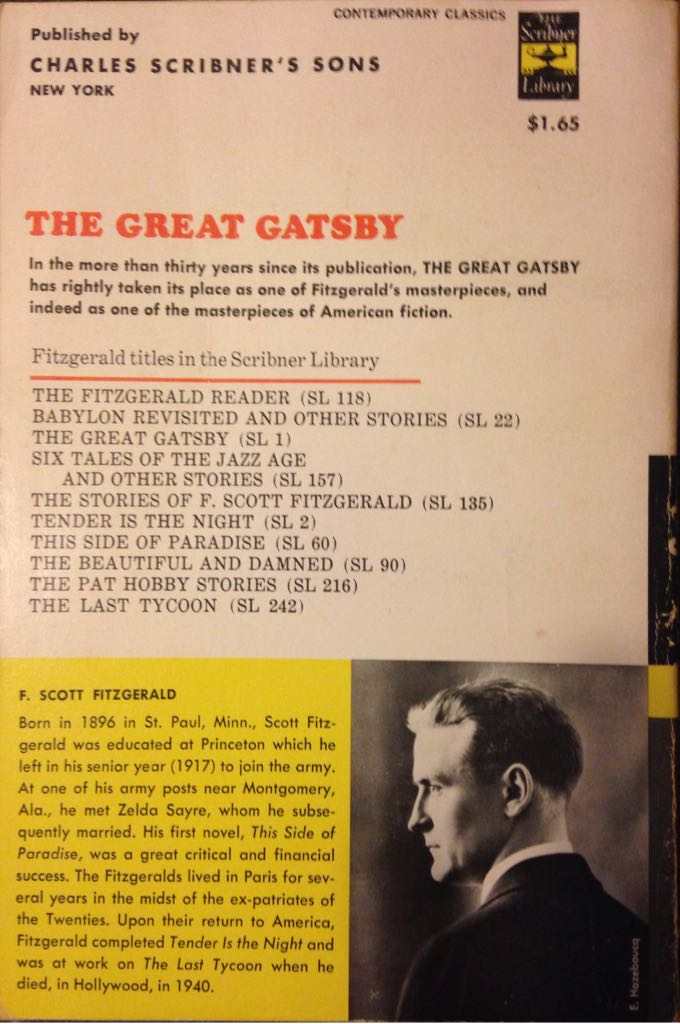 CONTEMPORARY CLASSICS
The
Scribner
Library
$1.65
Published by
CHARLES SCRIBNER'S SONS
NEW YORK
THE GREAT GATSBY
In the more than thirty years since its publication, THE GREAT GATSBY
has rightly taken its place as one of Fitzgerald's masterpieces, and
indeed as one of the masterpieces of American fiction.
Fitzgerald titles in the Scribner Library
THE FITZGERALD READER (SL 118)
BABYLON REVISITED AND OTHER STORIES (SL 22)
THE GREAT GATSBY (SL 1)
SIX TALES OF THE JAZZ AGE
AND OTHER STORIES (SL 157)
THE STORIES OF F. SCOTT FITZGERALD (SL 135)
TENDER IS THE NIGHT (SL 2)
THIS SIDE OF PARADISE (SL 60)
THE BEAUTIFUL AND DAMNED (SL 90)
THE PAT HOBBY STORIES (SL 216)
THE LAST TYCOON (SL 242)
F. SCOTT FITZGERALD
Born in 1896 in St. Paul, Minn., Scott Fitz-
gerald was educated at Princeton which he
left in his senior year (1917) to join the army.
At one of his army posts near Montgomery,
Ala., he met Zelda Sayre, whom he subse-
quently married. His first novel, This Side of
Paradise, was a great critical and financial
success. The Fitzgeralds lived in Paris for sev-
eral years in the midst of the ex-patriates of
the Twenties. Upon their return to America,
Fitzgerald completed Tender Is the Night and
was at work on The Last Tycoon when he
died, in Hollywood, in 1940.
E. Hazeboucq